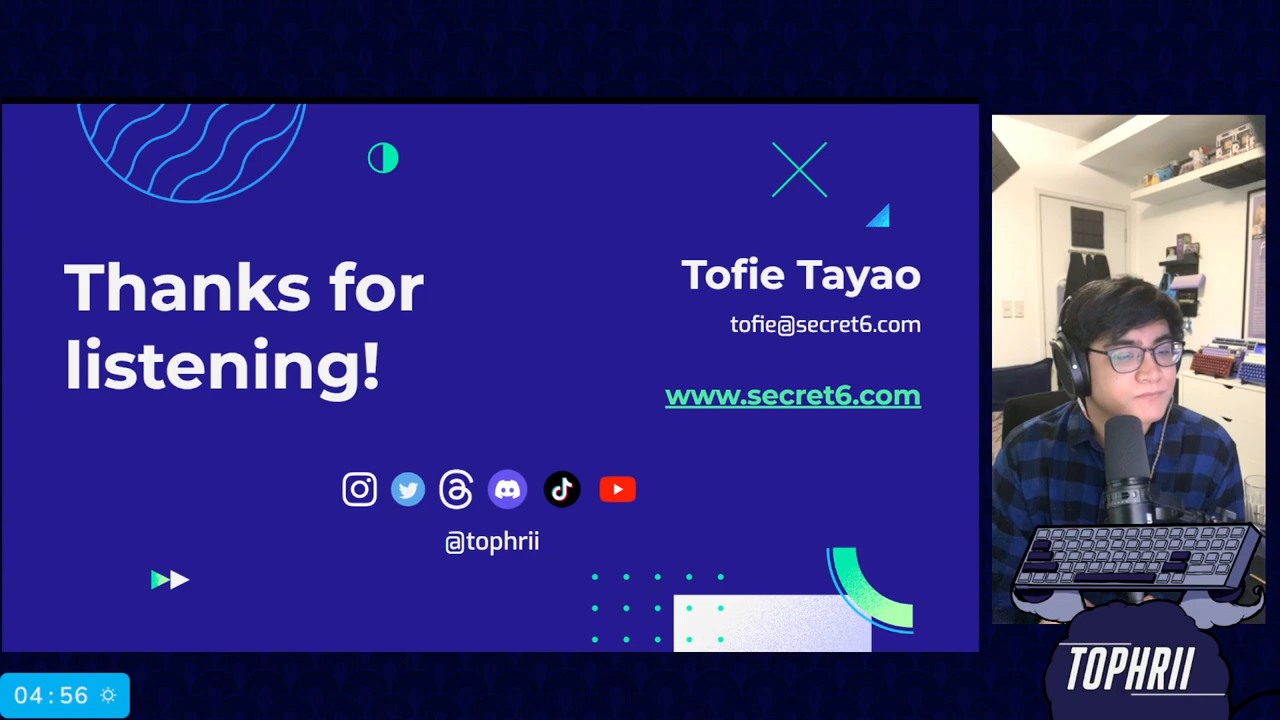 Thanks for
listening!
Tofie Tayao
tofie@secret6.com
www.secret6.com
@tophrii
04:56
TOPHRII